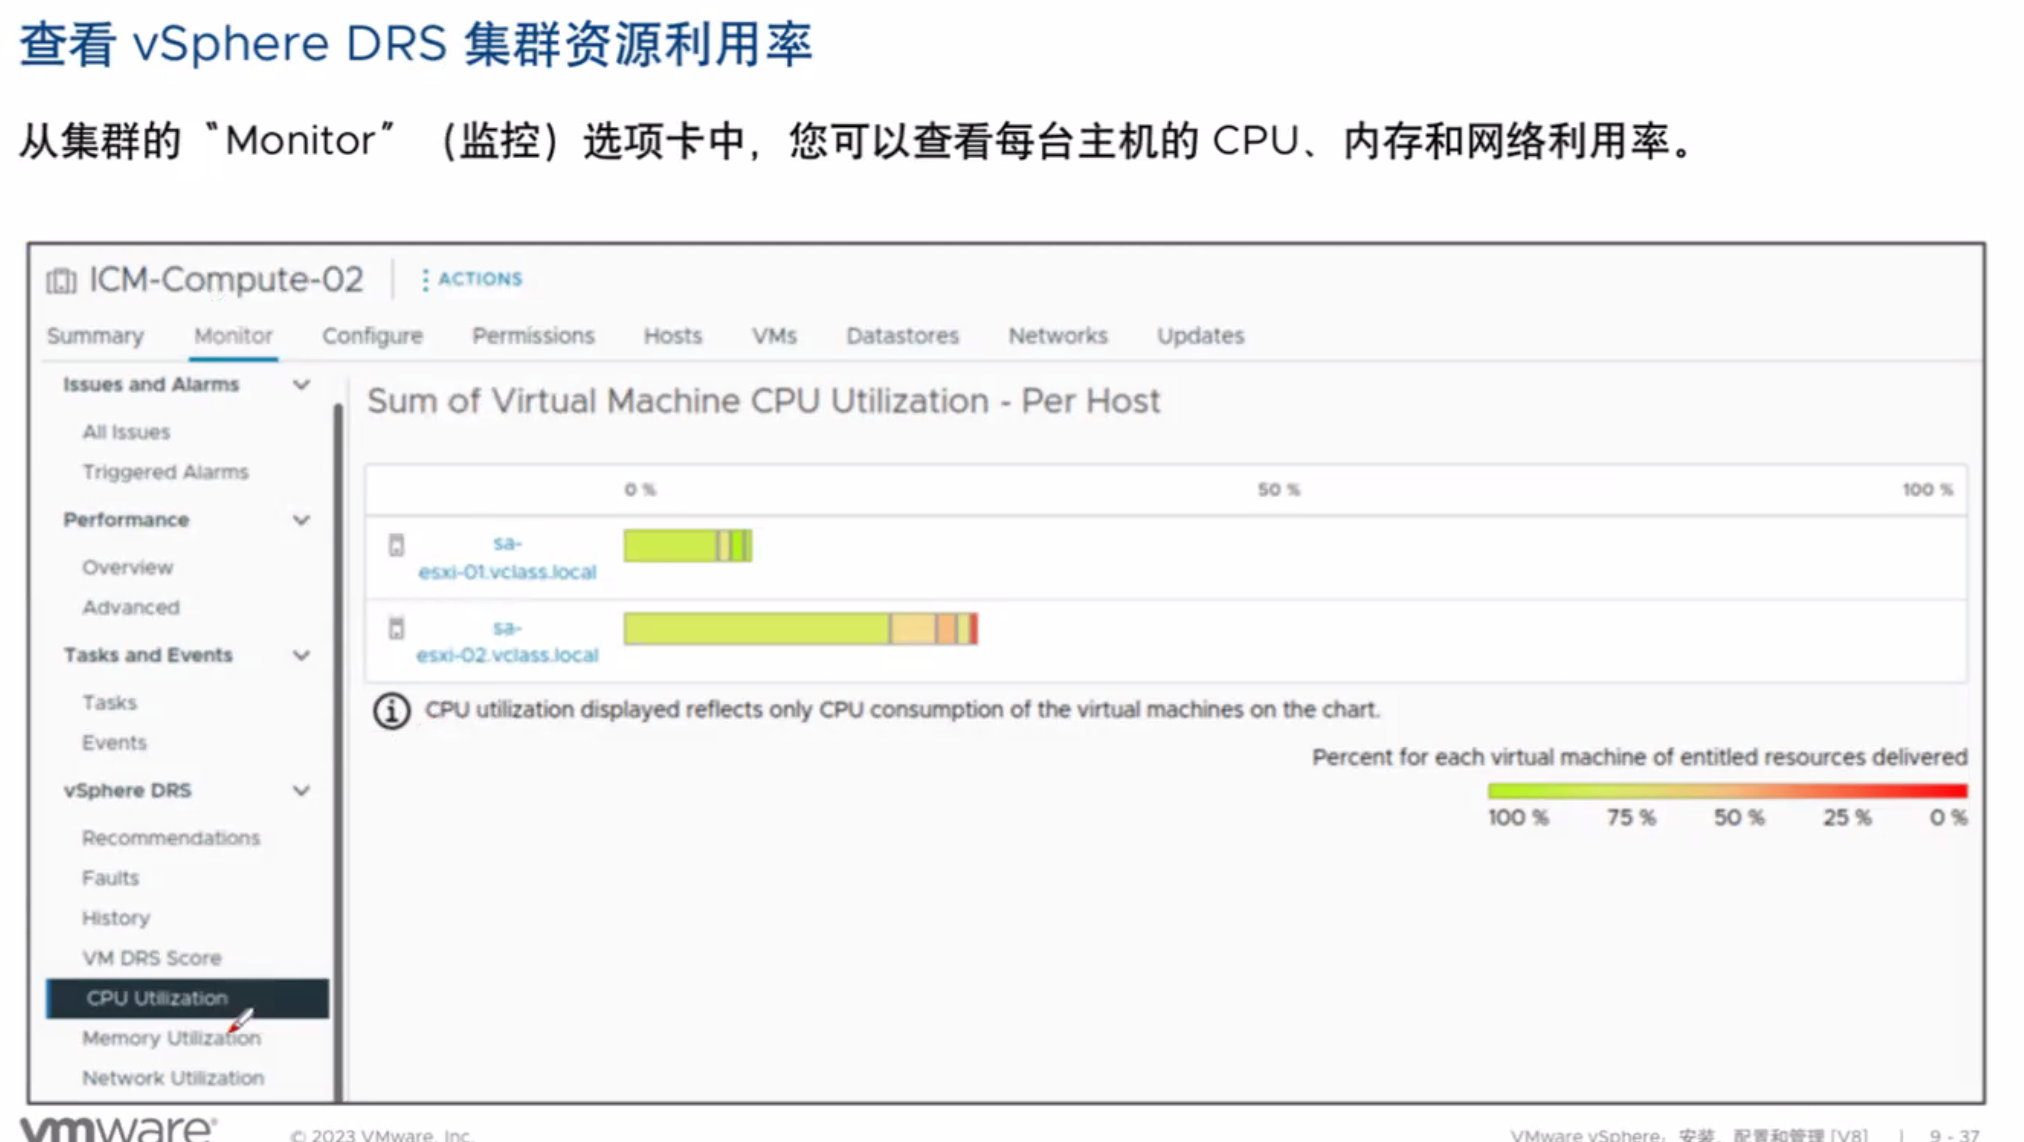 查看 vSphere DRS 集群资源利用率
从集群的“Monitor”（监控）选项卡中，您可以查看每台主机的 CPU、内存和网络利用率。
ICM-Compute-02
ACTIONS
Summary Monitor Configure Permissions Hosts VMs Datastores Networks Updates
Issues and Alarms
All Issues
Triggered Alarms
Performance
Overview
Advanced
Tasks and Events
Tasks
Events
vSphere DRS
Recommendations
Faults
History
VM DRS Score
CPU Utilization
Memory Utilization
Network Utilization
Sum of Virtual Machine CPU Utilization - Per Host
0 % 50 % 100 %
sa-
esxi-01.vclass.local
sa-
esxi-02.vclass.local
CPU utilization displayed reflects only CPU consumption of the virtual machines on the chart.
Percent for each virtual machine of entitled resources delivered
100 % 75 % 50 % 25 % 0 %
vmware®
© 2023 VMware, Inc.
VMware vSphere：安装、配置和管理 [V8] | 9 - 37